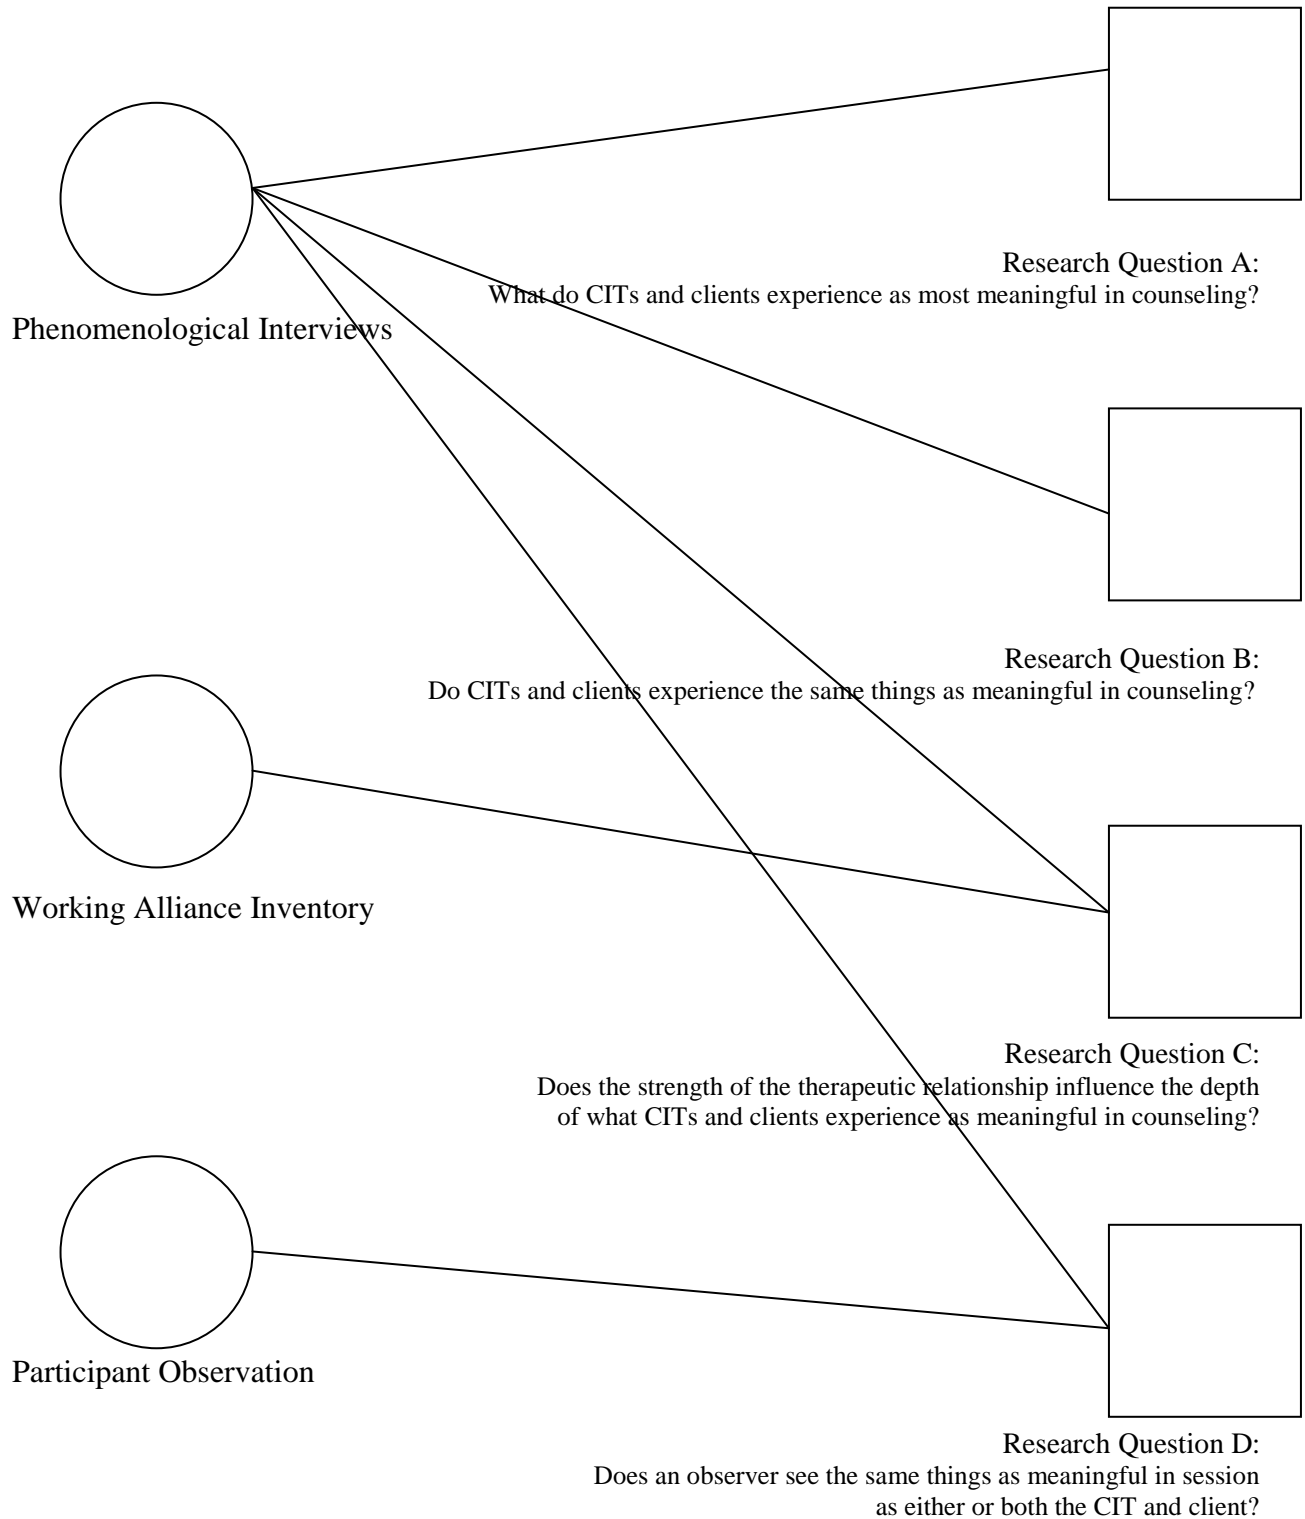 Research Question A:
What do CITs and clients experience as most meaningful in counseling?
Phenomenological Interviews
Research Question B:
Do CITs and clients experience the same things as meaningful in counseling?
Working Alliance Inventory
Research Question C:
Does the strength of the therapeutic relationship influence the depth
of what CITs and clients experience as meaningful in counseling?
Participant Observation
Research Question D:
Does an observer see the same things as meaningful in session
as either or both the CIT and client?